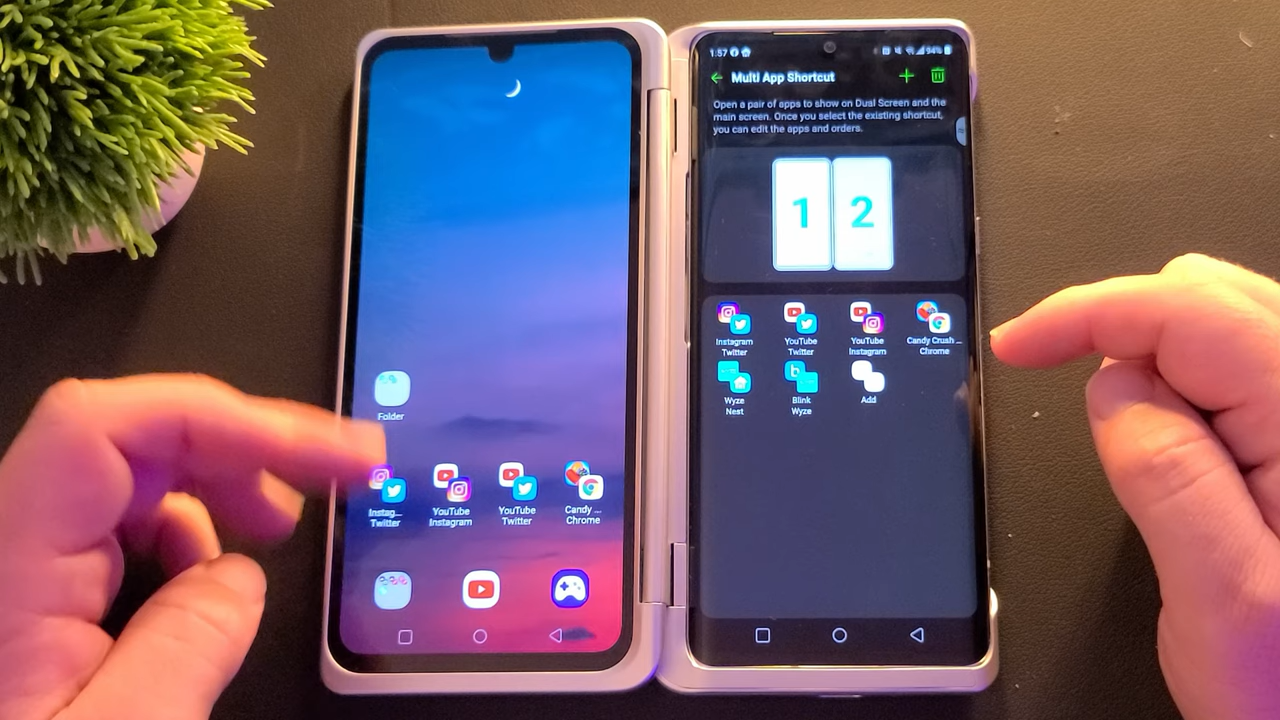 Folder
Instag...
Twitter
YouTube
Instagram
YouTube
Twitter
Candy ...
Chrome
1:57
94%
Multi App Shortcut
Open a pair of apps to show on Dual Screen and the
main screen. Once you select the existing shortcut,
you can edit the apps and orders.
1 2
Instagram
Twitter
YouTube
Twitter
YouTube
Instagram
Candy Crush ...
Chrome
Wyze
Nest
Blink
Wyze
Add